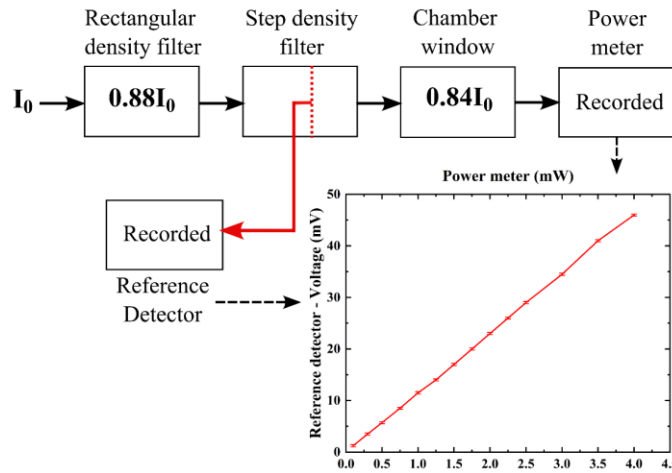 Rectangular density filter
Step density filter
Chamber window
Power meter
I₀
0.88I₀
0.84I₀
Recorded
Recorded
Reference Detector
Power meter (mW)
Reference detector - Voltage (mV)
50
40
30
20
10
0
0.0 0.5 1.0 1.5 2.0 2.5 3.0 3.5 4.0 4.